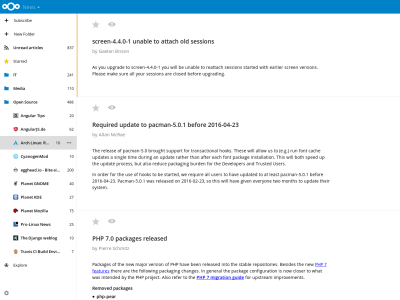 News
Subscribe
New Folder
Unread articles 837
Starred
IT 241
Media 110
Open Source 486
Angular Tips 20
AngularJS.de 62
Arch Linux: R... 10
CyanogenMod 20
egghead.io - Bite-si... 200
Planet GNOME 40
Planet KDE 27
Planet Mozilla 75
Pro-Linux News 25
The Django weblog 10
Travis CI Build Envi... 7
Explore
screen-4.4.0-1 unable to attach old sessions
by Gaetan Bisson
As you upgrade to screen-4.4.0-1 you will be unable to reattach sessions started with earlier screen versions.
Please make sure all your sessions are closed before upgrading.
Required update to pacman-5.0.1 before 2016-04-23
by Allan McRae
The release of pacman-5.0 brought support for transactional hooks. These will allow us to (e.g.) run font cache
updates a single time during an update rather than after each font package installation. This will both speed up
the update process, but also reduce packaging burden for the Developers and Trusted Users.
In order for the use of hooks to be started, we require all users to have updated to at least pacman-5.0.1 before
2016-04-23. Pacman-5.0.1 was released on 2016-02-23, so this will have given everyone two months to update their
system.
PHP 7.0 packages released
by Pierre Schmitz
Packages of the new major version of PHP have been released into the stable repositories. Besides the new PHP 7
features there are the following packaging changes. In general the package configuration is now closer to what
was intended by the PHP project. Also refer to the PHP 7 migration guide for upstream improvements.
Removed packages
• php-pear